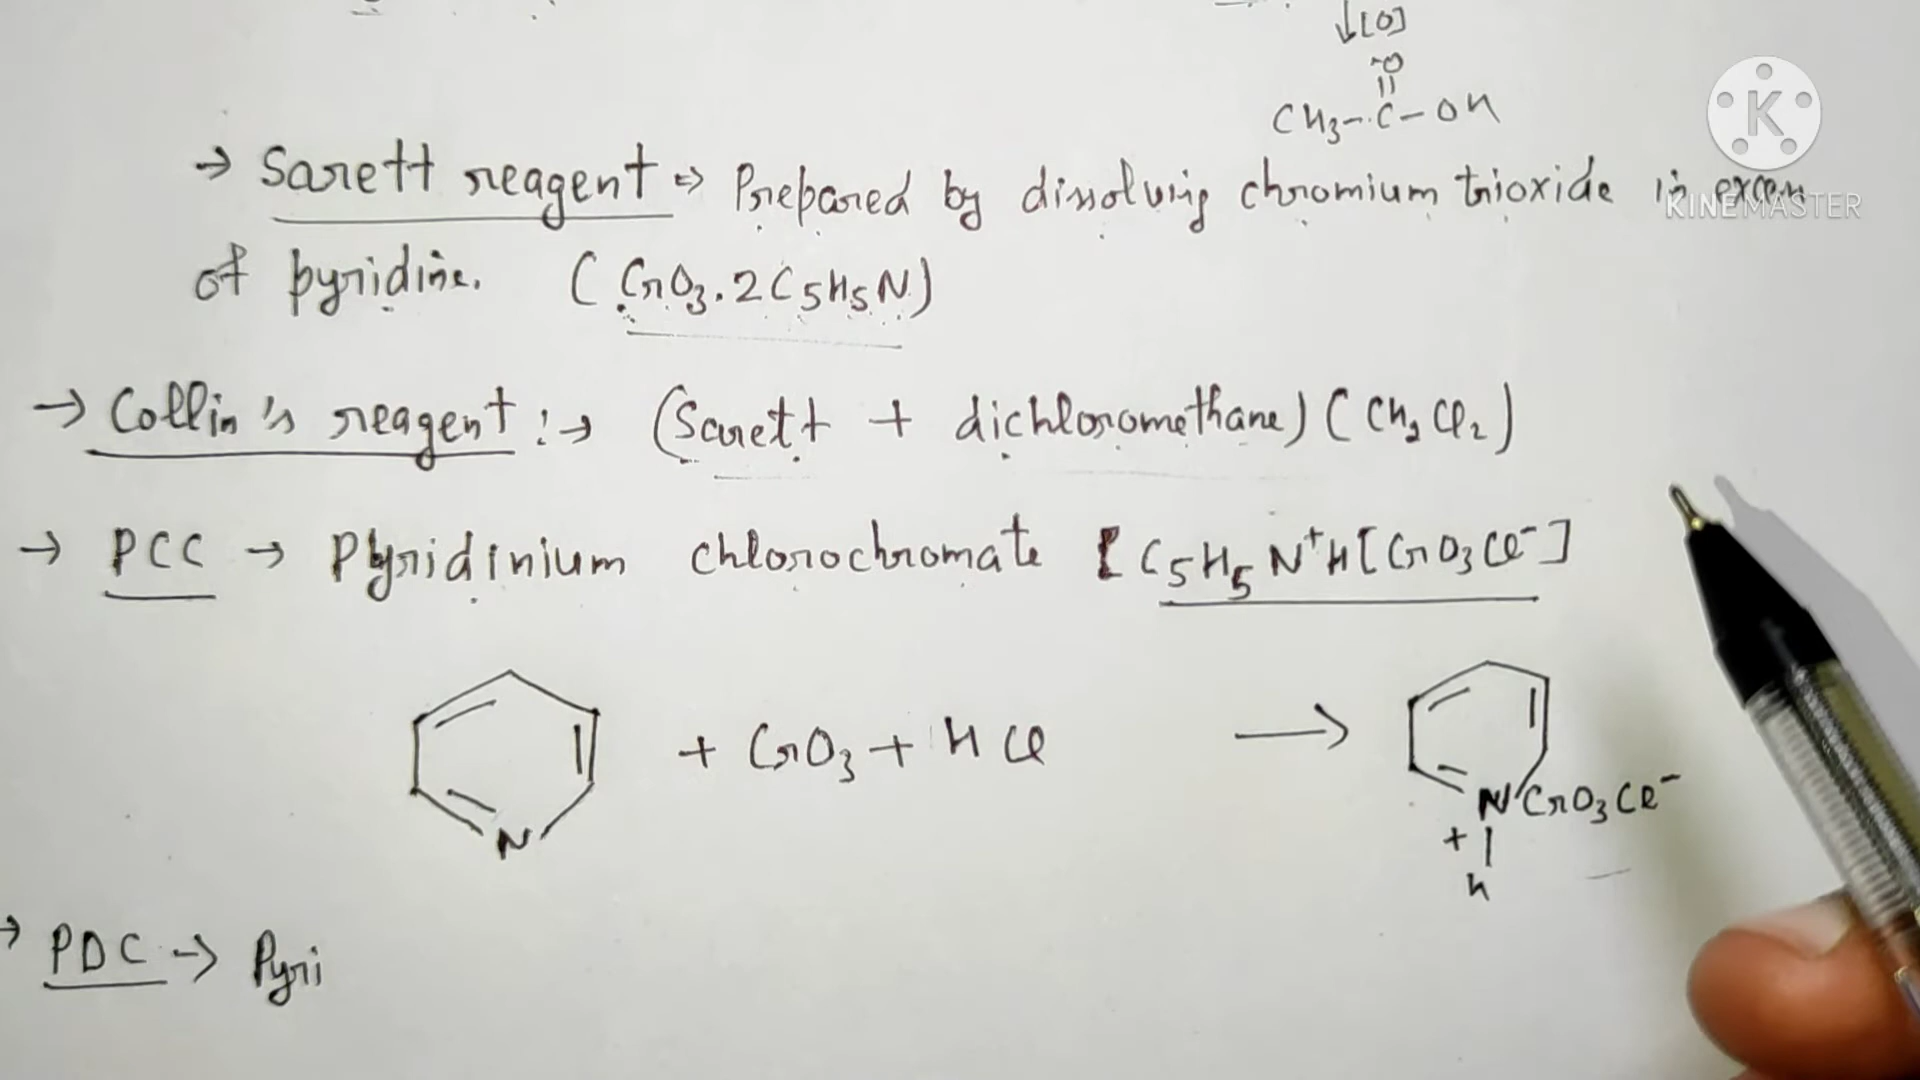 ↓[O]
O
||
CH₃-C-OH
→ Sarett reagent ⇒ Prepared by dissolving chromium trioxide in excess
KINEMASTER
of pyridine. (CrO₃.2C₅H₅N)
→ Collin's reagent :→ (Sarett + dichloromethane) (CH₂Cl₂)
→ PCC → Pyridinium chlorochromate [C₅H₅N⁺H[CrO₃Cl⁻]
N + CrO₃ + HCl → N CrO₃Cl⁻
+ |
H
→ PDC → Pyri